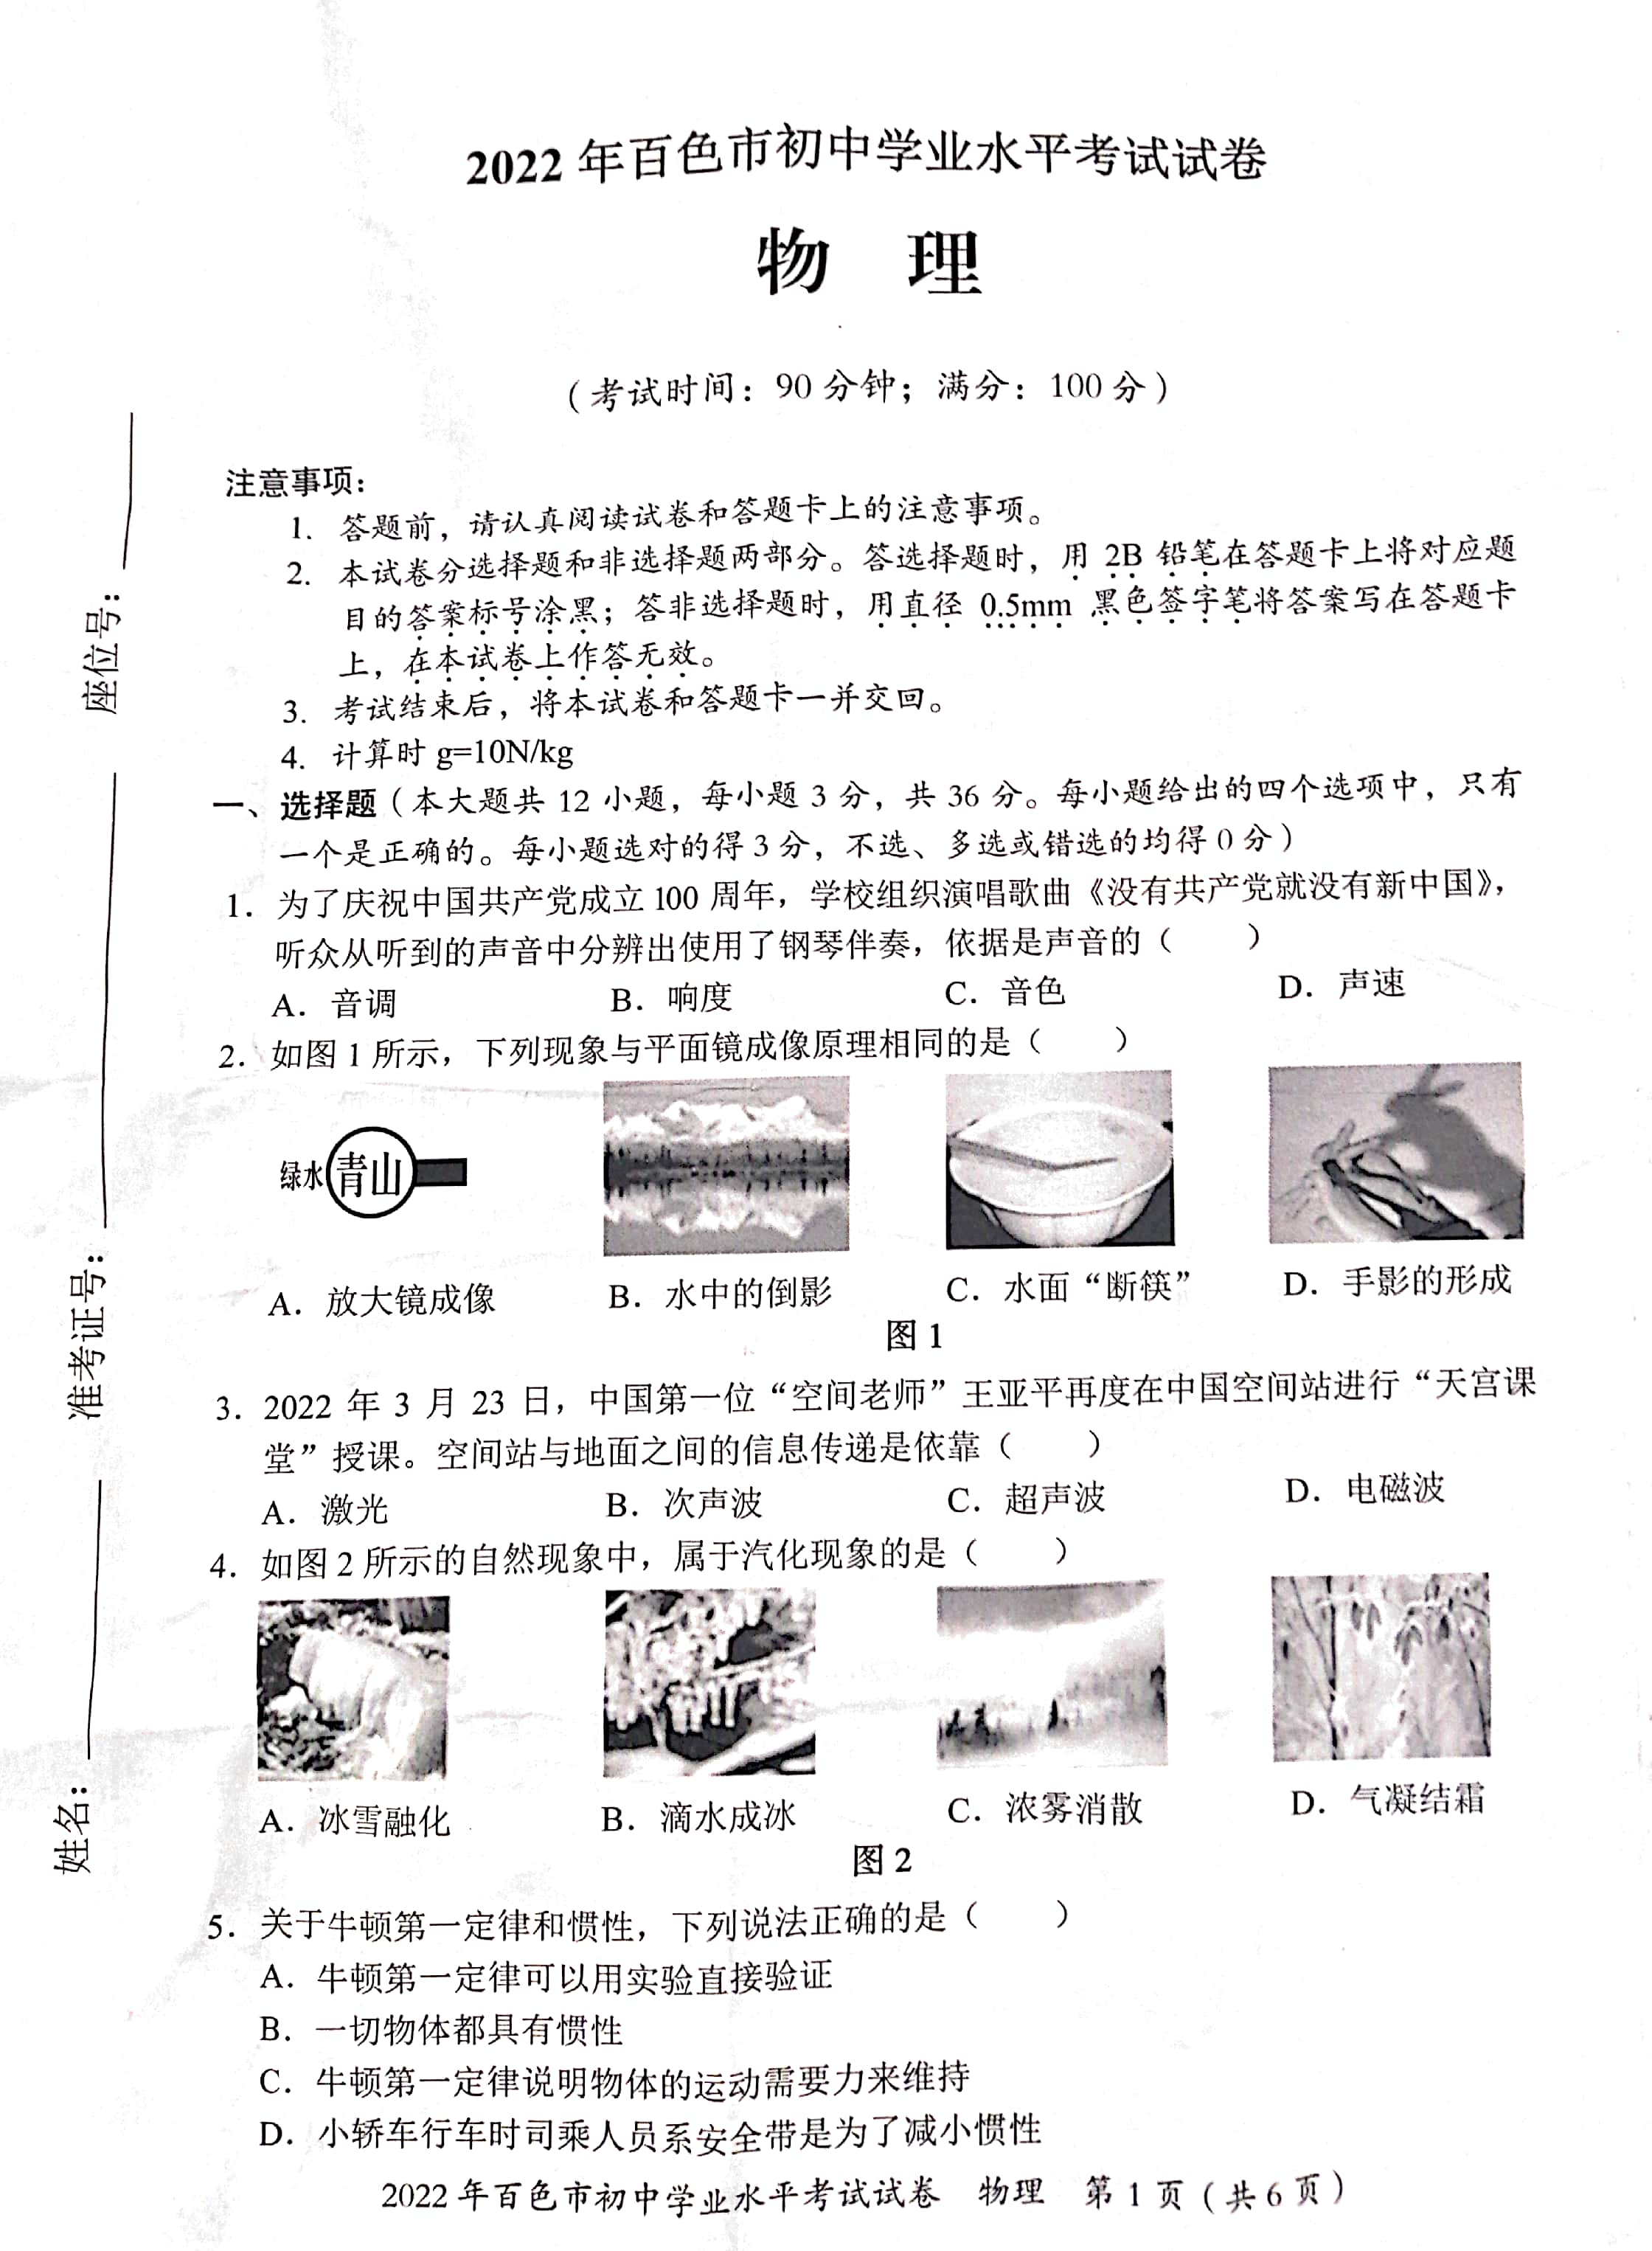 2022年百色市初中学业水平考试试卷
物 理
（考试时间：90分钟；满分：100分）
注意事项：
1. 答题前，请认真阅读试卷和答题卡上的注意事项。
2. 本试卷分选择题和非选择题两部分。答选择题时，用 2B 铅笔在答题卡上将对应题
目的答案标号涂黑；答非选择题时，用直径 0.5mm 黑色签字笔将答案写在答题卡
上，在本试卷上作答无效。
3. 考试结束后，将本试卷和答题卡一并交回。
4. 计算时 g=10N/kg
一、选择题（本大题共 12 小题，每小题 3 分，共 36 分。每小题给出的四个选项中，只有
一个是正确的。每小题选对的得 3 分，不选、多选或错选的均得 0 分）
1. 为了庆祝中国共产党成立 100 周年，学校组织演唱歌曲《没有共产党就没有新中国》，
听众从听到的声音中分辨出使用了钢琴伴奏，依据是声音的（  ）
A. 音调 B. 响度 C. 音色 D. 声速
2. 如图 1 所示，下列现象与平面镜成像原理相同的是（  ）
绿水 青山
A. 放大镜成像 B. 水中的倒影 C. 水面“断筷” D. 手影的形成
图 1
3. 2022 年 3 月 23 日，中国第一位“空间老师”王亚平再度在中国空间站进行“天宫课
堂”授课。空间站与地面之间的信息传递是依靠（  ）
A. 激光 B. 次声波 C. 超声波 D. 电磁波
4. 如图 2 所示的自然现象中，属于汽化现象的是（  ）
A. 冰雪融化 B. 滴水成冰 C. 浓雾消散 D. 气凝结霜
图 2
5. 关于牛顿第一定律和惯性，下列说法正确的是（  ）
A. 牛顿第一定律可以用实验直接验证
B. 一切物体都具有惯性
C. 牛顿第一定律说明物体的运动需要力来维持
D. 小轿车行车时司乘人员系安全带是为了减小惯性
2022年百色市初中学业水平考试试卷 物理 第 1 页（共 6 页）
姓名： 准考证号： 座位号：